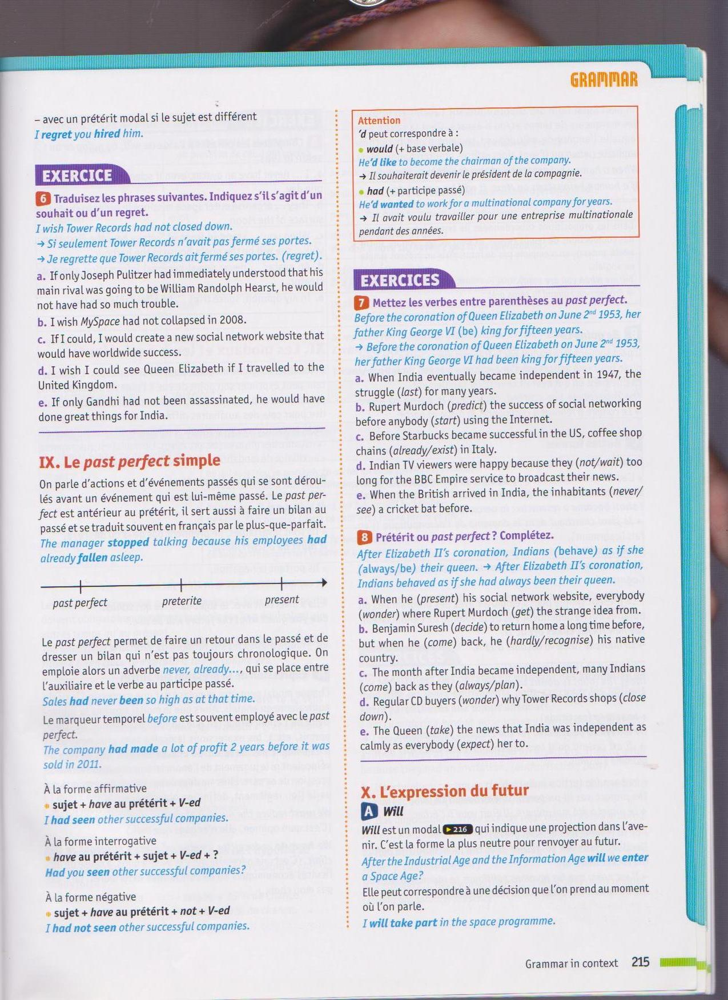 GRAMMAR
– avec un prétérit modal si le sujet est différent
I regret you hired him.
EXERCICE
6 Traduisez les phrases suivantes. Indiquez s'il s'agit d'un
souhait ou d'un regret.
I wish Tower Records had not closed down.
→ Si seulement Tower Records n'avait pas fermé ses portes.
→ Je regrette que Tower Records ait fermé ses portes. (regret).
a. If only Joseph Pulitzer had immediately understood that his
main rival was going to be William Randolph Hearst, he would
not have had so much trouble.
b. I wish MySpace had not collapsed in 2008.
c. If I could, I would create a new social network website that
would have worldwide success.
d. I wish I could see Queen Elizabeth if I travelled to the
United Kingdom.
e. If only Gandhi had not been assassinated, he would have
done great things for India.
IX. Le past perfect simple
On parle d'actions et d'événements passés qui se sont dérou-
lés avant un événement qui est lui-même passé. Le past per-
fect est antérieur au prétérit, il sert aussi à faire un bilan au
passé et se traduit souvent en français par le plus-que-parfait.
The manager stopped talking because his employees had
already fallen asleep.
past perfect preterite present
Le past perfect permet de faire un retour dans le passé et de
dresser un bilan qui n'est pas toujours chronologique. On
emploie alors un adverbe never, already..., qui se place entre
l'auxiliaire et le verbe au participe passé.
Sales had never been so high as at that time.
Le marqueur temporel before est souvent employé avec le past
perfect.
The company had made a lot of profit 2 years before it was
sold in 2011.
À la forme affirmative
• sujet + have au prétérit + V-ed
I had seen other successful companies.
À la forme interrogative
• have au prétérit + sujet + V-ed + ?
Had you seen other successful companies?
À la forme négative
• sujet + have au prétérit + not + V-ed
I had not seen other successful companies.
Attention
'd peut correspondre à :
• would (+ base verbale)
He'd like to become the chairman of the company.
→ Il souhaiterait devenir le président de la compagnie.
• had (+ participe passé)
He'd wanted to work for a multinational company for years.
→ Il avait voulu travailler pour une entreprise multinationale
pendant des années.
EXERCICES
7 Mettez les verbes entre parenthèses au past perfect.
Before the coronation of Queen Elizabeth on June 2nd 1953, her
father King George VI (be) king for fifteen years.
→ Before the coronation of Queen Elizabeth on June 2nd 1953,
her father King George VI had been king for fifteen years.
a. When India eventually became independent in 1947, the
struggle (last) for many years.
b. Rupert Murdoch (predict) the success of social networking
before anybody (start) using the Internet.
c. Before Starbucks became successful in the US, coffee shop
chains (already/exist) in Italy.
d. Indian TV viewers were happy because they (not/wait) too
long for the BBC Empire service to broadcast their news.
e. When the British arrived in India, the inhabitants (never/
see) a cricket bat before.
8 Prétérit ou past perfect ? Complétez.
After Elizabeth II's coronation, Indians (behave) as if she
(always/be) their queen. → After Elizabeth II's coronation,
Indians behaved as if she had always been their queen.
a. When he (present) his social network website, everybody
(wonder) where Rupert Murdoch (get) the strange idea from.
b. Benjamin Suresh (decide) to return home a long time before,
but when he (come) back, he (hardly/recognise) his native
country.
c. The month after India became independent, many Indians
(come) back as they (always/plan).
d. Regular CD buyers (wonder) why Tower Records shops (close
down).
e. The Queen (take) the news that India was independent as
calmly as everybody (expect) her to.
X. L'expression du futur
A Will
Will est un modal ▸216 qui indique une projection dans l'ave-
nir. C'est la forme la plus neutre pour renvoyer au futur.
After the Industrial Age and the Information Age will we enter
a Space Age?
Elle peut correspondre à une décision que l'on prend au moment
où l'on parle.
I will take part in the space programme.
Grammar in context 215